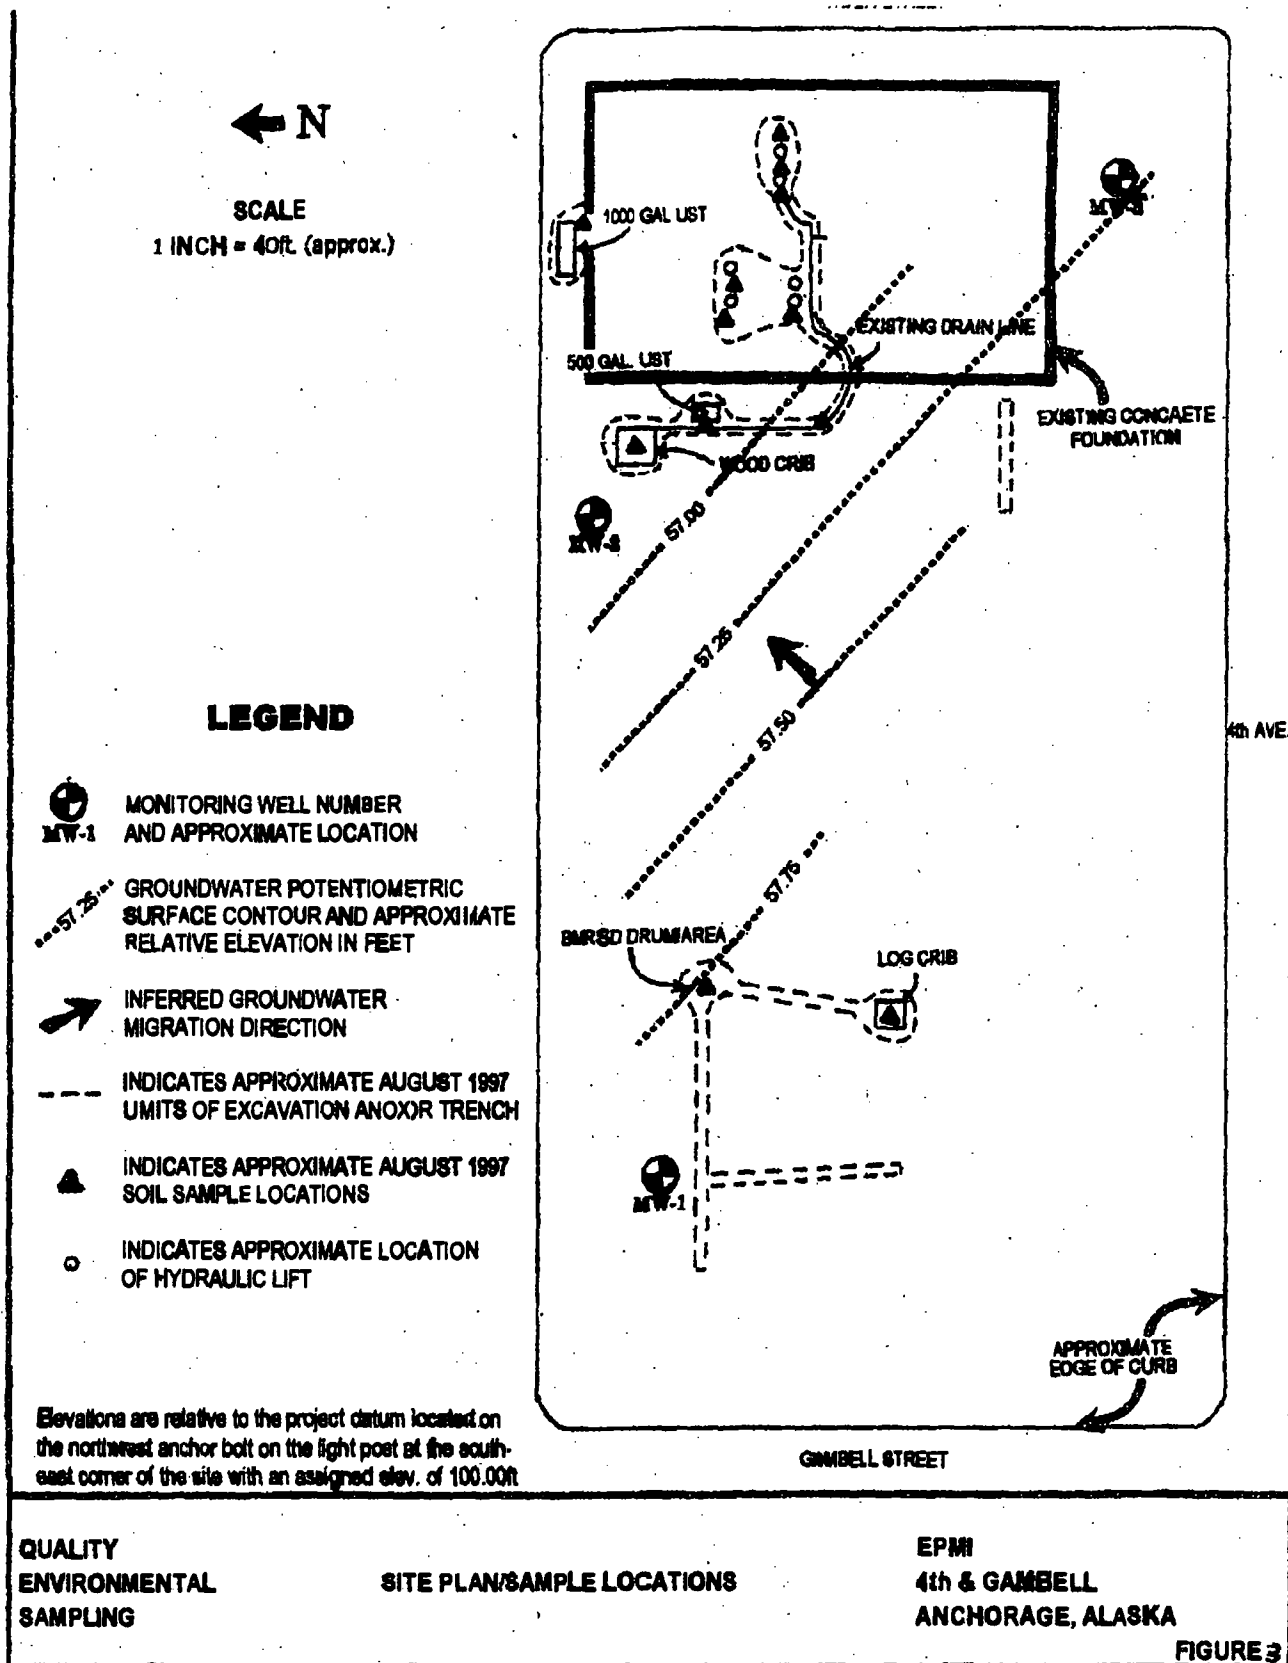 N
SCALE
1 INCH = 40ft. (approx.)
1000 GAL UST
EXISTING DRAIN LINE
500 GAL. UST
EXISTING CONCAETE
FOUNDATION
WOOD CRIB
57.00
57.25
57.50
4th AVE.
57.75
DRUM AREA
LOG CRIB
MW-1
APPROXIMATE
EDGE OF CURB
GAMBELL STREET
LEGEND
MW-1
MONITORING WELL NUMBER
AND APPROXIMATE LOCATION
57.25
GROUNDWATER POTENTIOMETRIC
SURFACE CONTOUR AND APPROXIMATE
RELATIVE ELEVATION IN FEET
INFERRED GROUNDWATER
MIGRATION DIRECTION
INDICATES APPROXIMATE AUGUST 1997
LIMITS OF EXCAVATION TRENCH
INDICATES APPROXIMATE AUGUST 1997
SOIL SAMPLE LOCATIONS
INDICATES APPROXIMATE LOCATION
OF HYDRAULIC LIFT
Elevations are relative to the project datum located on
the northwest anchor bolt on the light post at the south-
east corner of the site with an assigned elev. of 100.00ft
QUALITY
ENVIRONMENTAL
SAMPLING
SITE PLAN/SAMPLE LOCATIONS
EPMI
4th & GAMBELL
ANCHORAGE, ALASKA
FIGURE 3